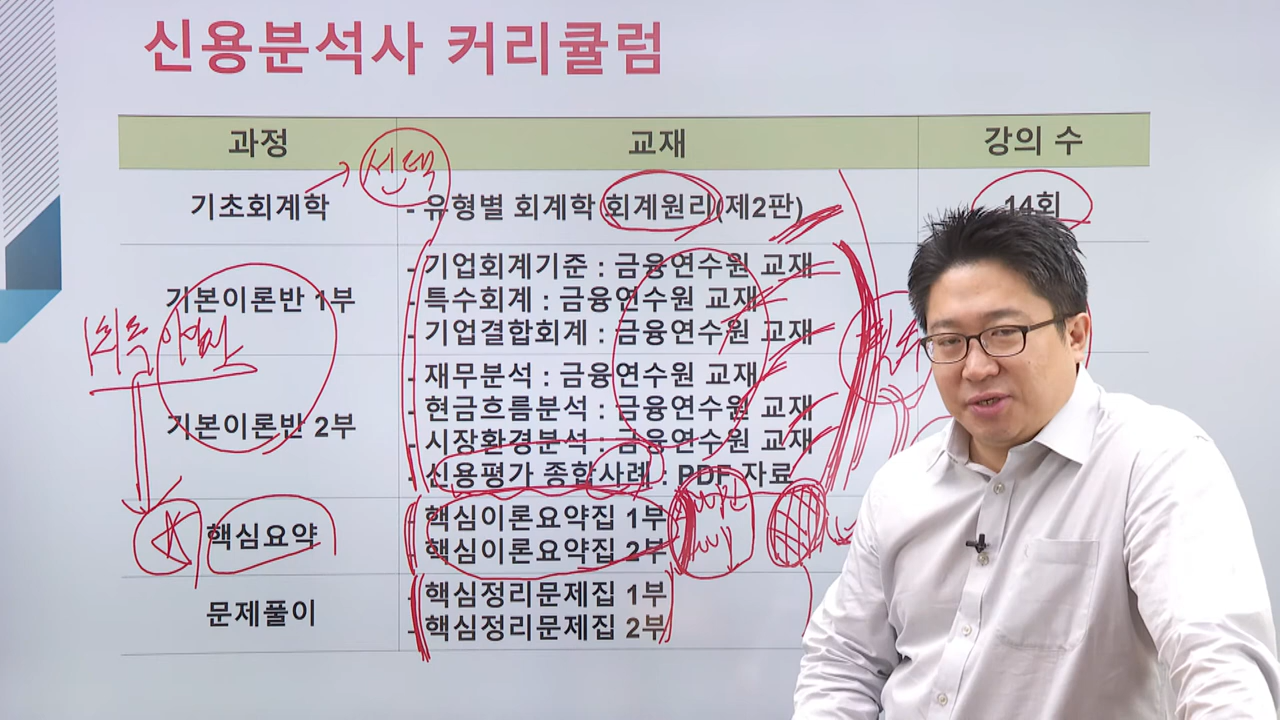 신용분석사 커리큘럼
과정 교재 강의 수
선택
기초회계학 - 유형별 회계학 회계원리(제2판) 14회
기본이론반 1부
- 기업회계기준 : 금융연수원 교재
- 특수회계 : 금융연수원 교재
- 기업결합회계 : 금융연수원 교재
기본이론반 2부
- 재무분석 : 금융연수원 교재
- 현금흐름분석 : 금융연수원 교재
- 시장환경분석 : 금융연수원 교재
- 신용평가 종합사례 : PDF 자료
핵심요약
- 핵심이론요약집 1부
- 핵심이론요약집 2부
문제풀이
- 핵심정리문제집 1부
- 핵심정리문제집 2부